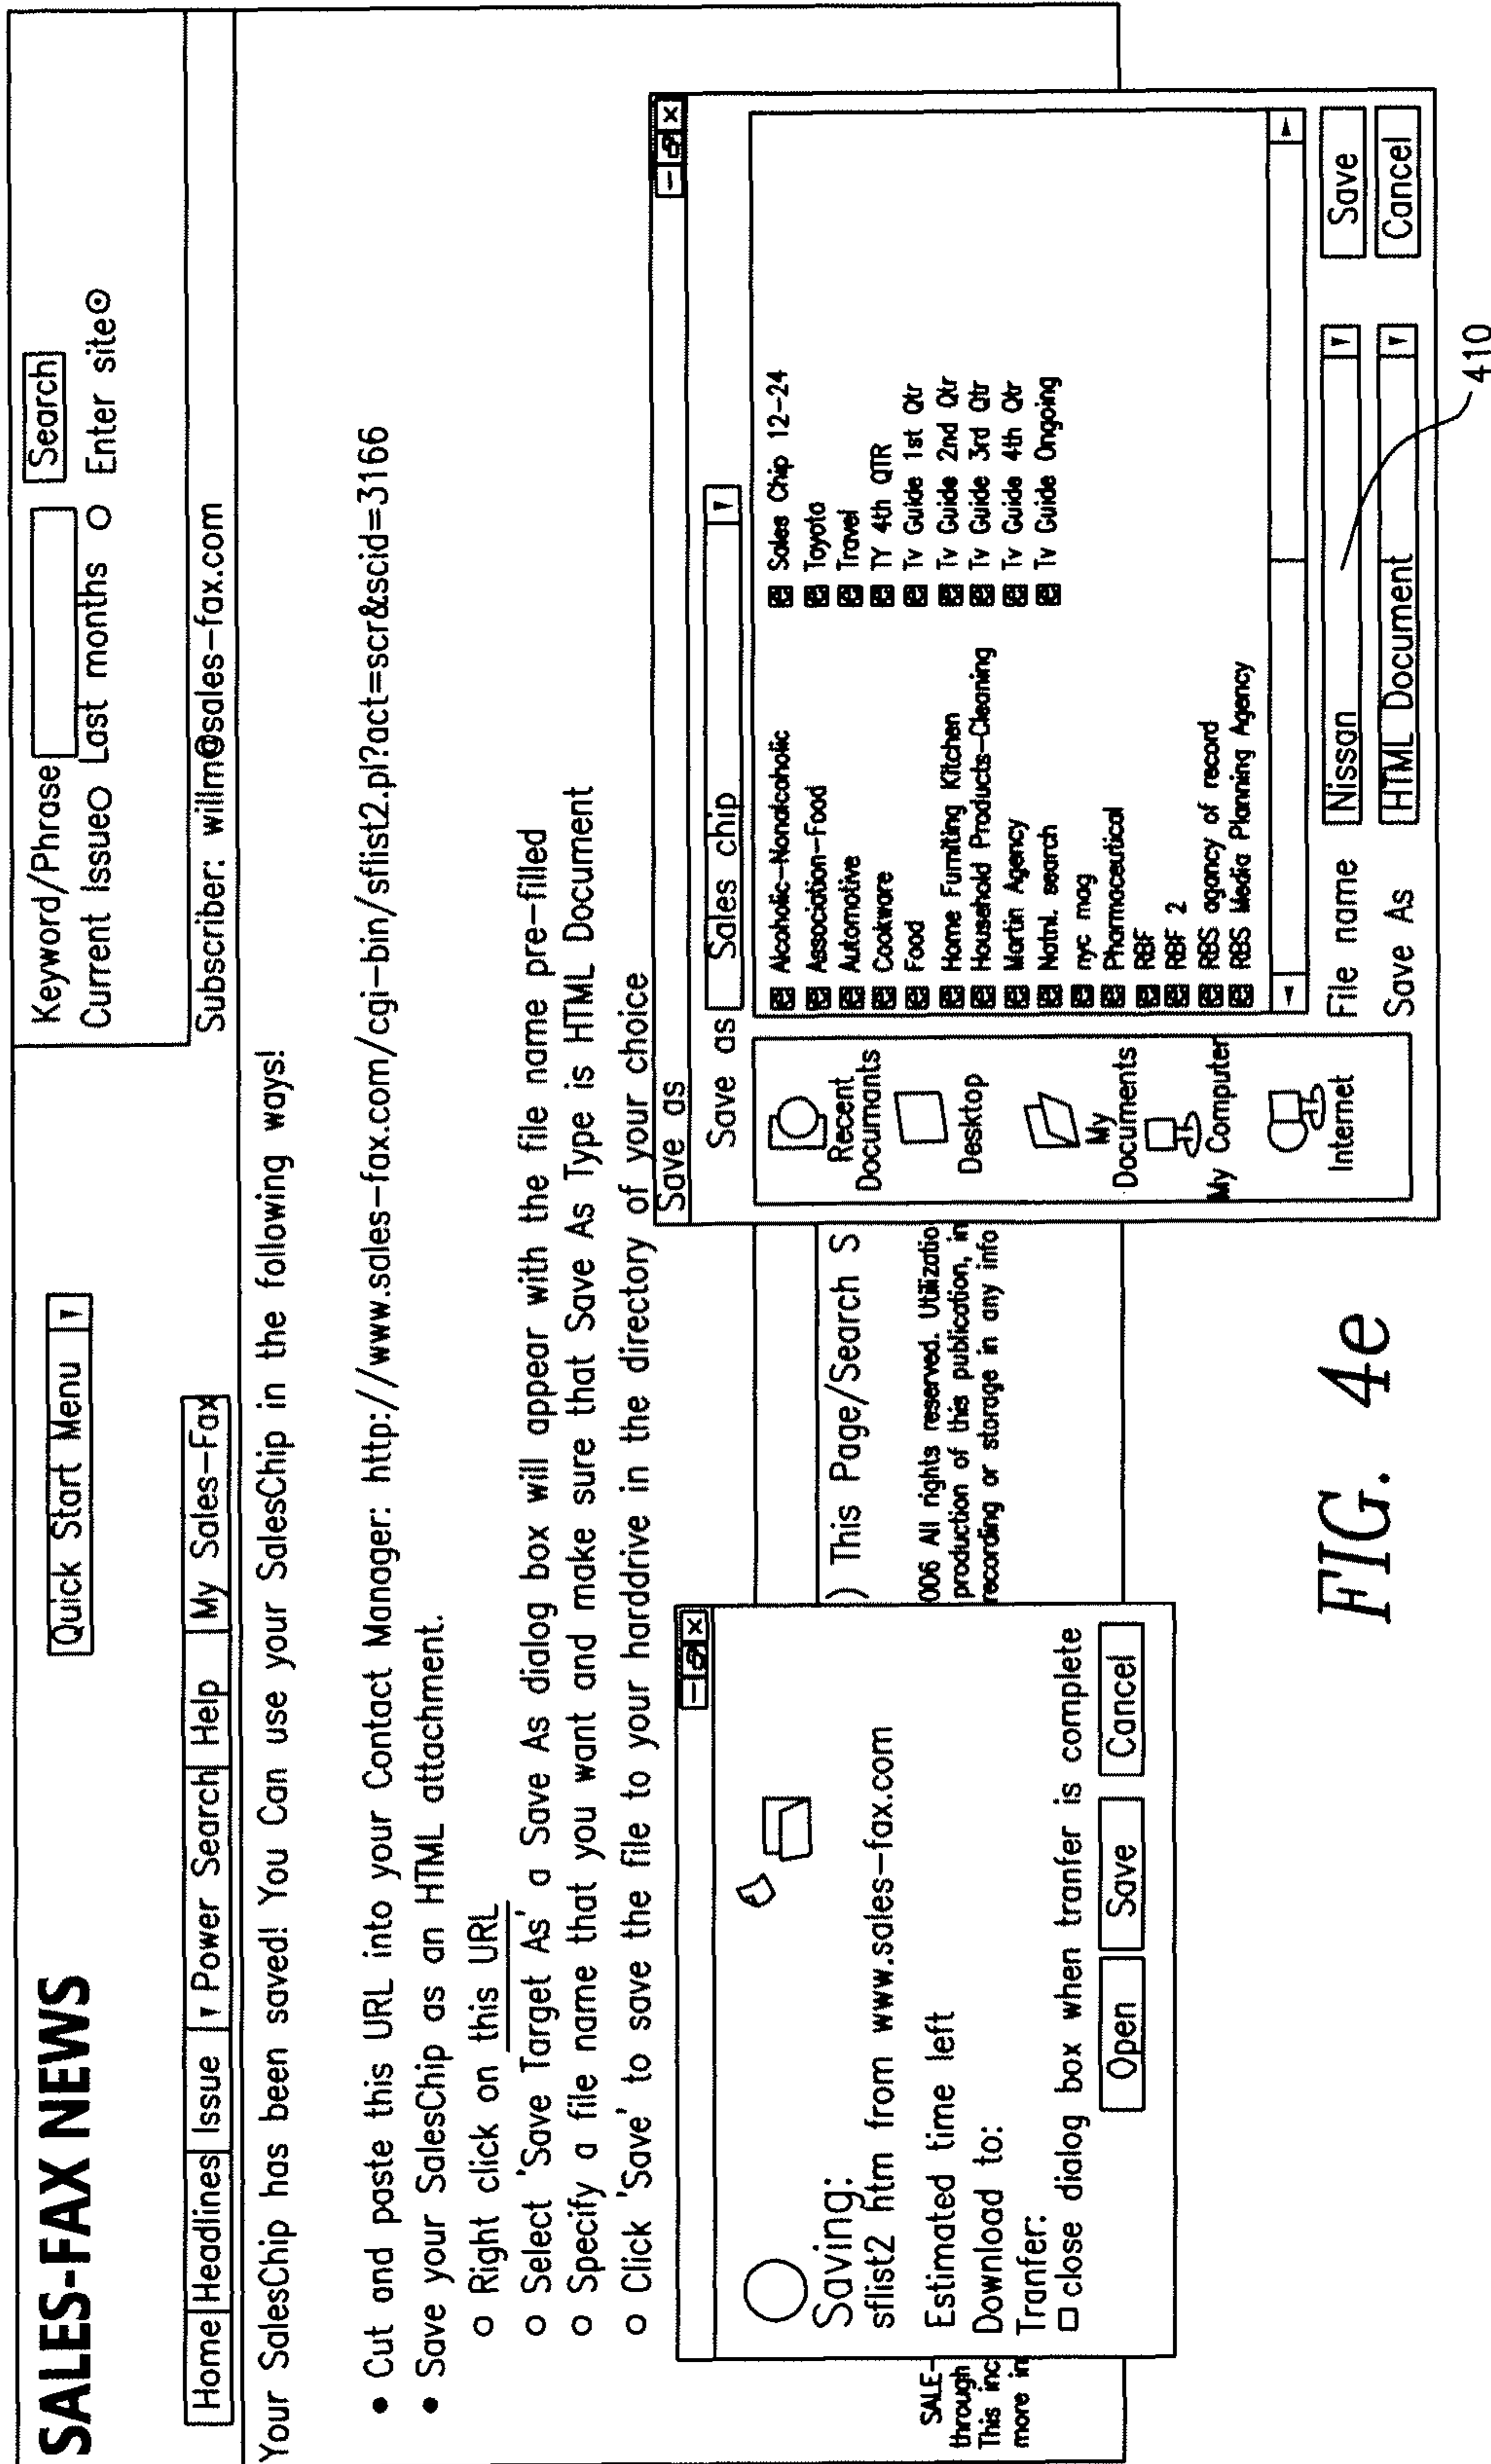 SALES-FAX NEWS
Quick Start Menu
Keyword/Phrase
Search
Current Issue
Last months
Enter site
Home
Headlines
Issue
Power Search
Help
My Sales-Fax
Subscriber: willm@sales-fax.com
Your SalesChip has been saved! You Can use your SalesChip in the following ways!
• Cut and paste this URL into your Contact Manager: http://www.sales-fax.com/cgi-bin/sflist2.pl?act=scr&scid=3166
• Save your SalesChip as an HTML attachment.
o Right click on this URL
o Select 'Save Target As' a Save As dialog box will appear with the file name pre-filled
o Specify a file name that you want and make sure that Save As Type is HTML Document
o Click 'Save' to save the file to your harddrive in the directory of your choice
Saving:
sflist2 htm from www.sales-fax.com
Estimated time left
Download to:
Tranfer:
close dialog box when tranfer is complete
Open
Save
Cancel
SALE-
through
This inc
more in
) This Page/Search S
006 All rights reserved. Utilizatio
production of this publication, in
recording or storage in any info
Save as
Save as
Sales chip
Recent
Documants
Desktop
My
Documents
My Computer
Internet
Alcoholic-Nonalcoholic
Association-Food
Automotive
Cookware
Food
Home Furniting Kitchen
Household Products-Cleaning
Martin Agency
Natnl. search
nyc mag
Pharmaceutical
RBF
RBF 2
RBS agancy of record
RBS Media Planning Agency
Sales Chip 12-24
Toyota
Travel
TY 4th QTR
Tv Guide 1st Qtr
Tv Guide 2nd Qtr
Tv Guide 3rd Qtr
Tv Guide 4th Qtr
Tv Guide Ongoing
File name
Nissan
Save
Save As
HTML Document
Cancel
410
FIG. 4e